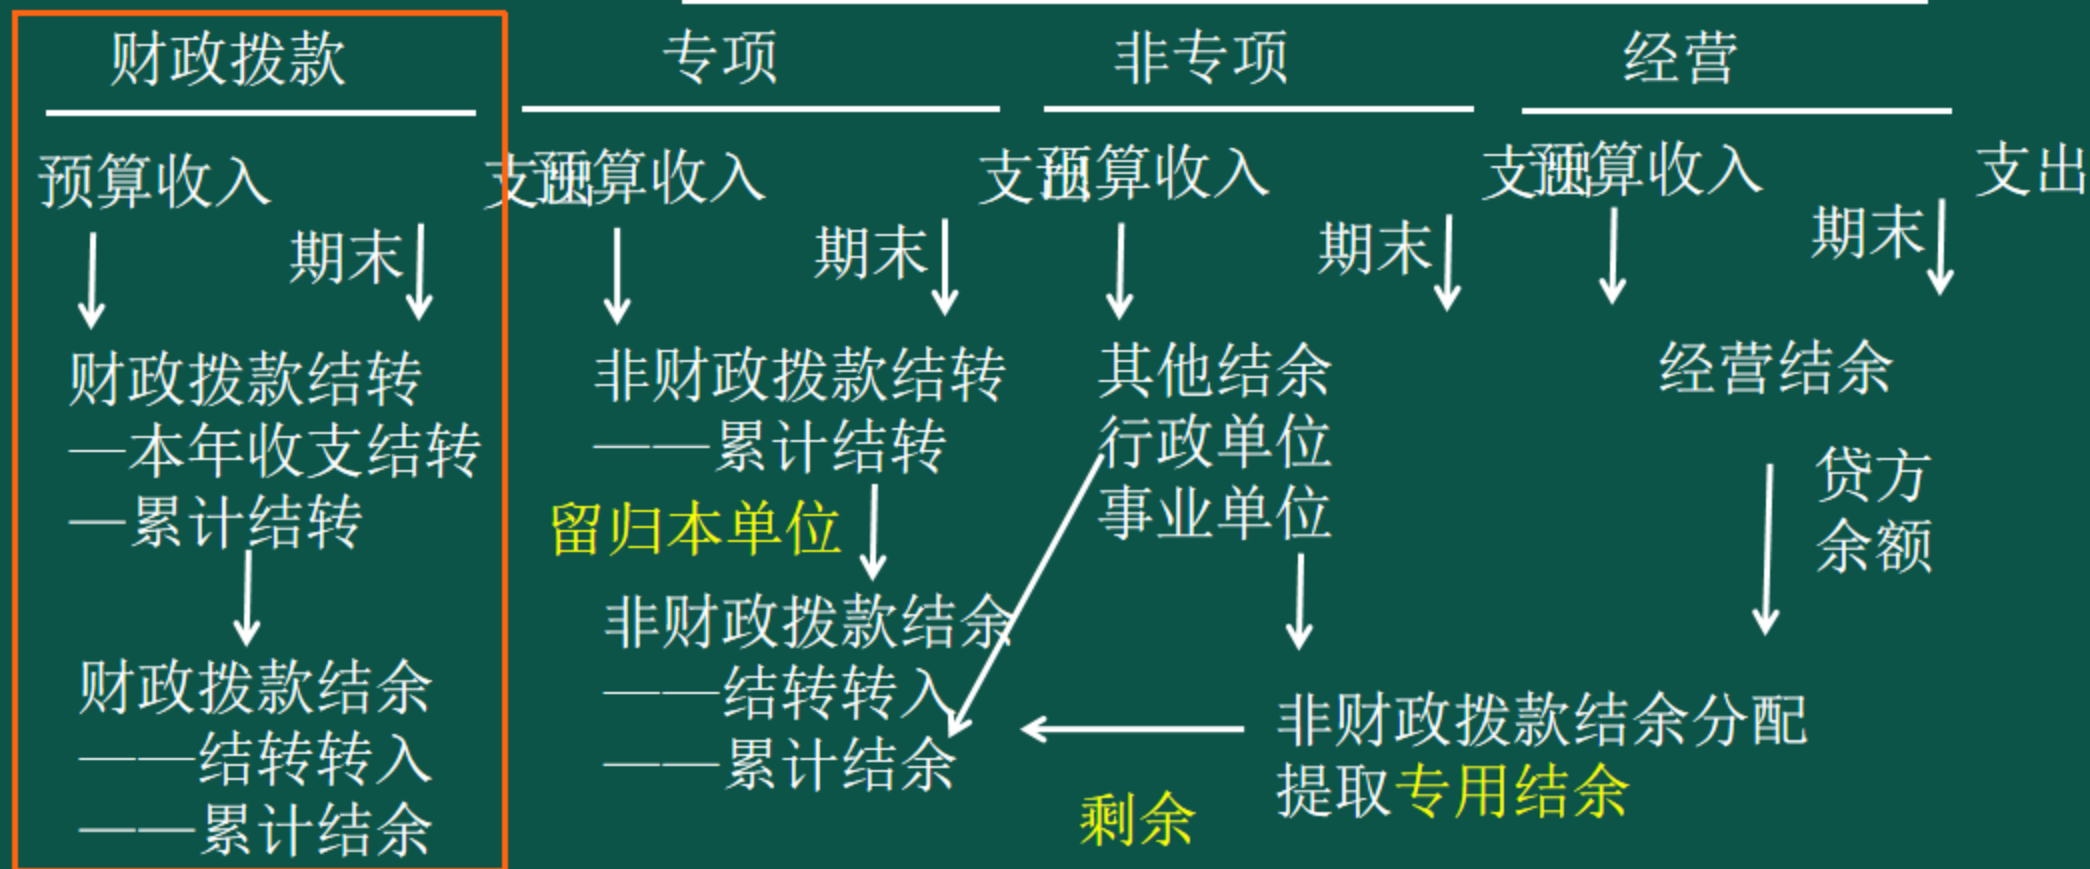 财政拨款
专项
非专项
经营
预算收入
支出
预算收入
支出
预算收入
支出
预算收入
支出
期末
期末
期末
期末
财政拨款结转
—本年收支结转
—累计结转
财政拨款结余
——结转转入
——累计结余
非财政拨款结转
——累计结转
留归本单位
非财政拨款结余
——结转转入
——累计结余
其他结余
行政单位
事业单位
经营结余
贷方
余额
非财政拨款结余分配
提取专用结余
剩余